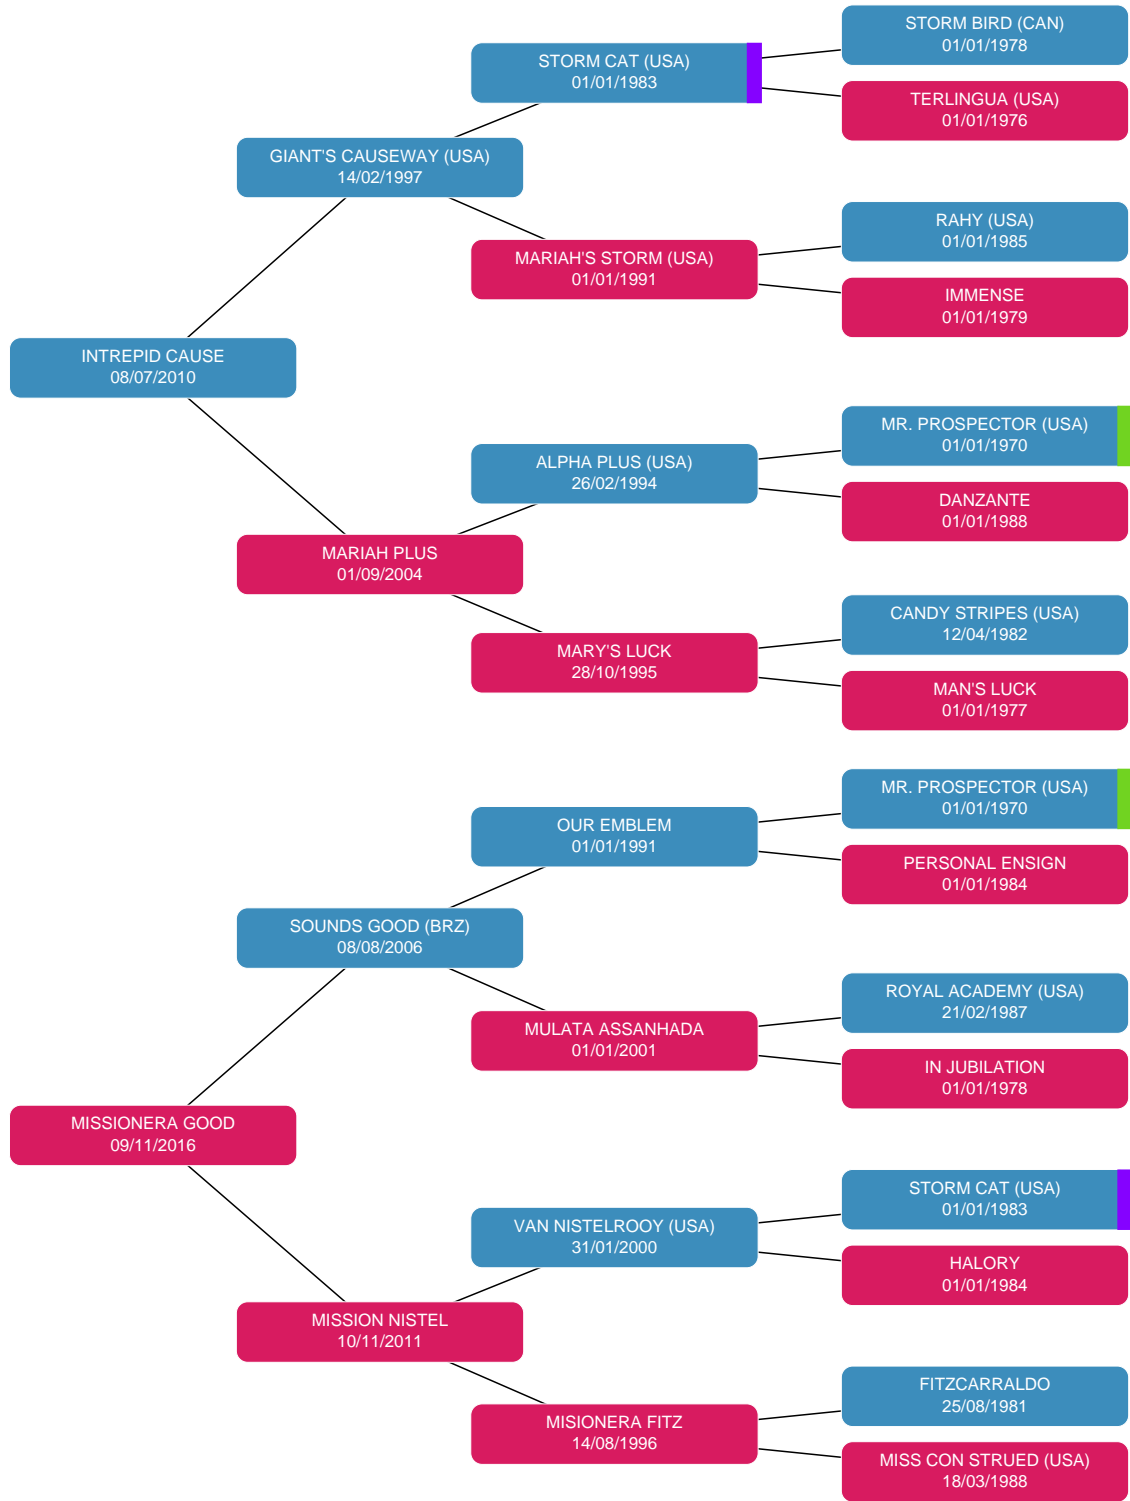 STORM BIRD (CAN)
01/01/1978
STORM CAT (USA)
01/01/1983
TERLINGUA (USA)
01/01/1976
GIANT'S CAUSEWAY (USA)
14/02/1997
RAHY (USA)
01/01/1985
MARIAH'S STORM (USA)
01/01/1991
IMMENSE
01/01/1979
INTREPID CAUSE
08/07/2010
MR. PROSPECTOR (USA)
01/01/1970
ALPHA PLUS (USA)
26/02/1994
DANZANTE
01/01/1988
MARIAH PLUS
01/09/2004
CANDY STRIPES (USA)
12/04/1982
MARY'S LUCK
28/10/1995
MAN'S LUCK
01/01/1977
MR. PROSPECTOR (USA)
01/01/1970
OUR EMBLEM
01/01/1991
PERSONAL ENSIGN
01/01/1984
SOUNDS GOOD (BRZ)
08/08/2006
ROYAL ACADEMY (USA)
21/02/1987
MULATA ASSANHADA
01/01/2001
IN JUBILATION
01/01/1978
MISSIONERA GOOD
09/11/2016
STORM CAT (USA)
01/01/1983
VAN NISTELROOY (USA)
31/01/2000
HALORY
01/01/1984
MISSION NISTEL
10/11/2011
FITZCARRALDO
25/08/1981
MISIONERA FITZ
14/08/1996
MISS CON STRUED (USA)
18/03/1988